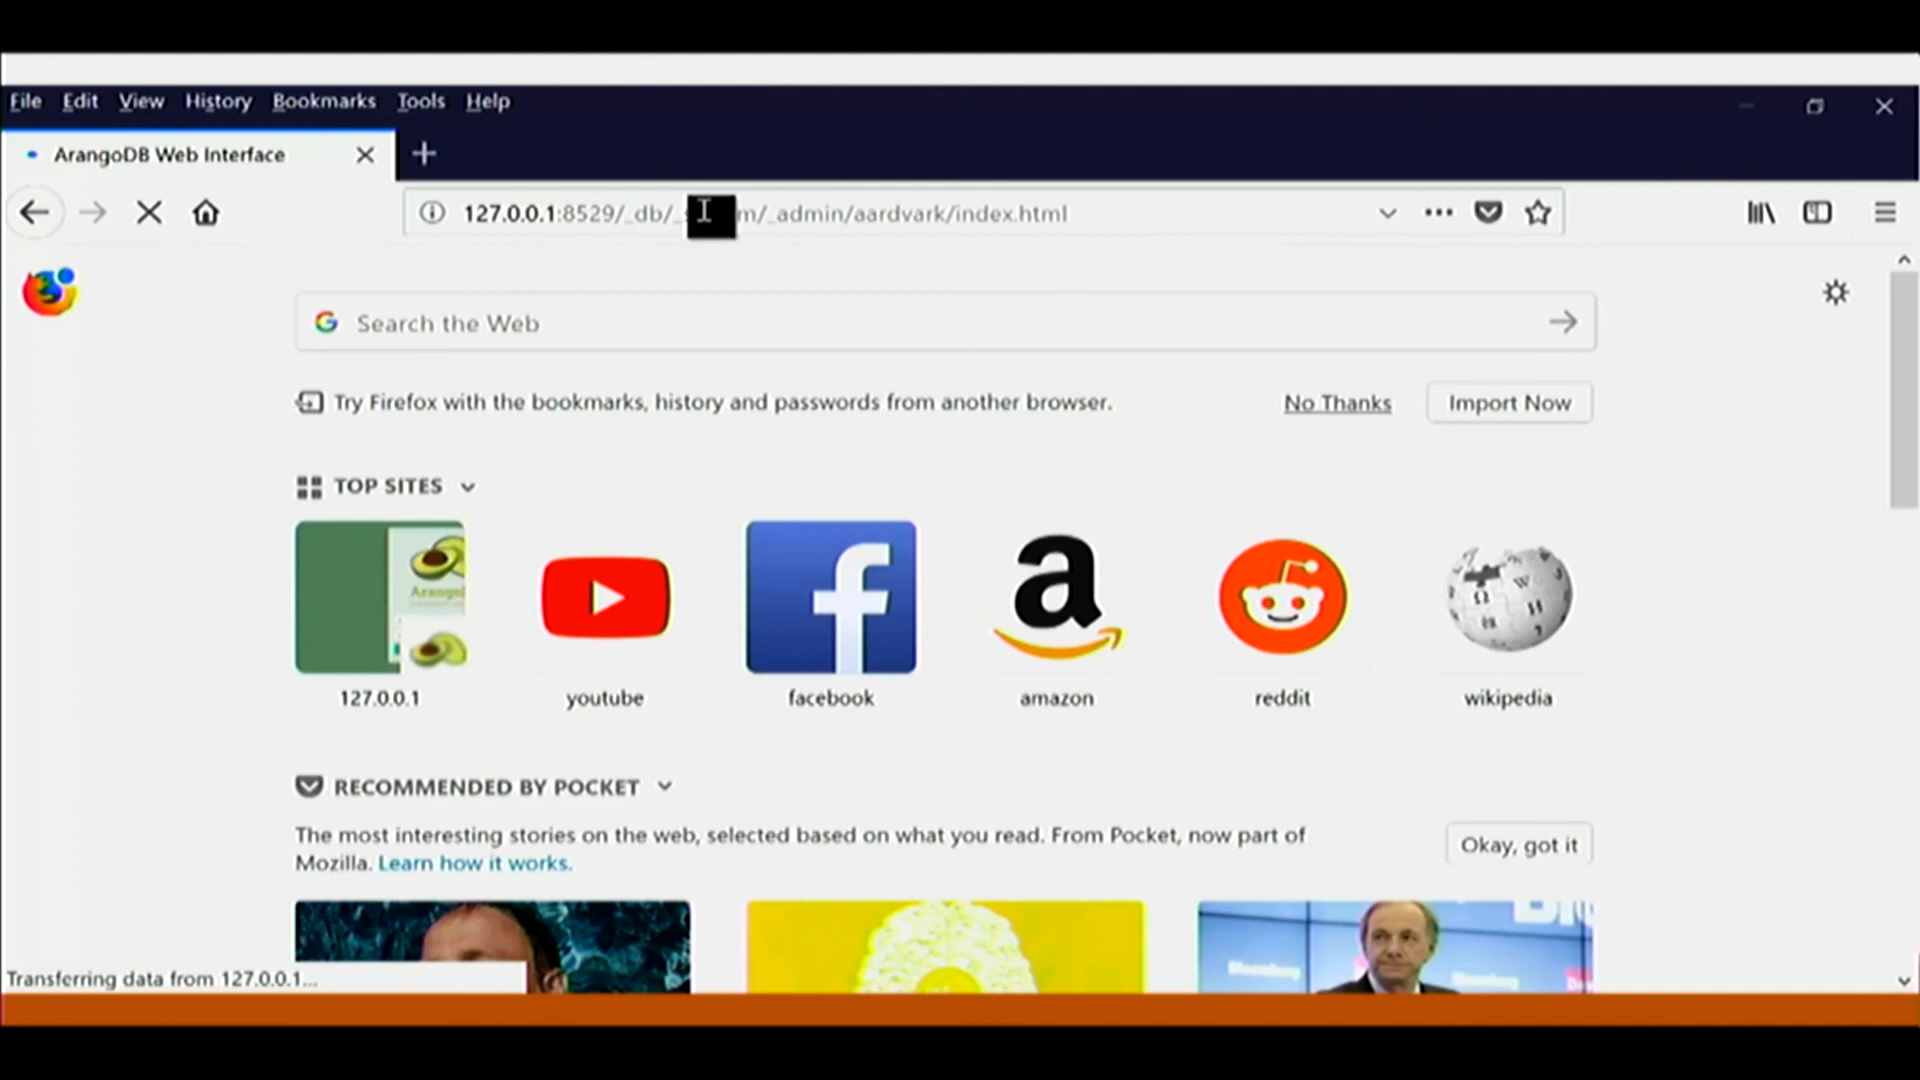 File Edit View History Bookmarks Tools Help
ArangoDB Web Interface
127.0.0.1:8529/_db/_ m/_admin/aardvark/index.html
Search the Web
Try Firefox with the bookmarks, history and passwords from another browser. No Thanks Import Now
TOP SITES
127.0.0.1 youtube facebook amazon reddit wikipedia
RECOMMENDED BY POCKET
The most interesting stories on the web, selected based on what you read. From Pocket, now part of
Mozilla. Learn how it works.
Okay, got it
Bloomberg
Transferring data from 127.0.0.1...